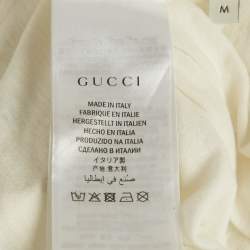 M
GUCCI
MADE IN ITALY
FABRIQUE EN ITALIE
HERGESTELLT IN ITALIEN
HECHO EN ITALIA
PRODUZIDO NA ITALIA
СДЕЛАНО В ИТАЛИИ
イタリア製
产地 意大利
صنع في إيطاليا